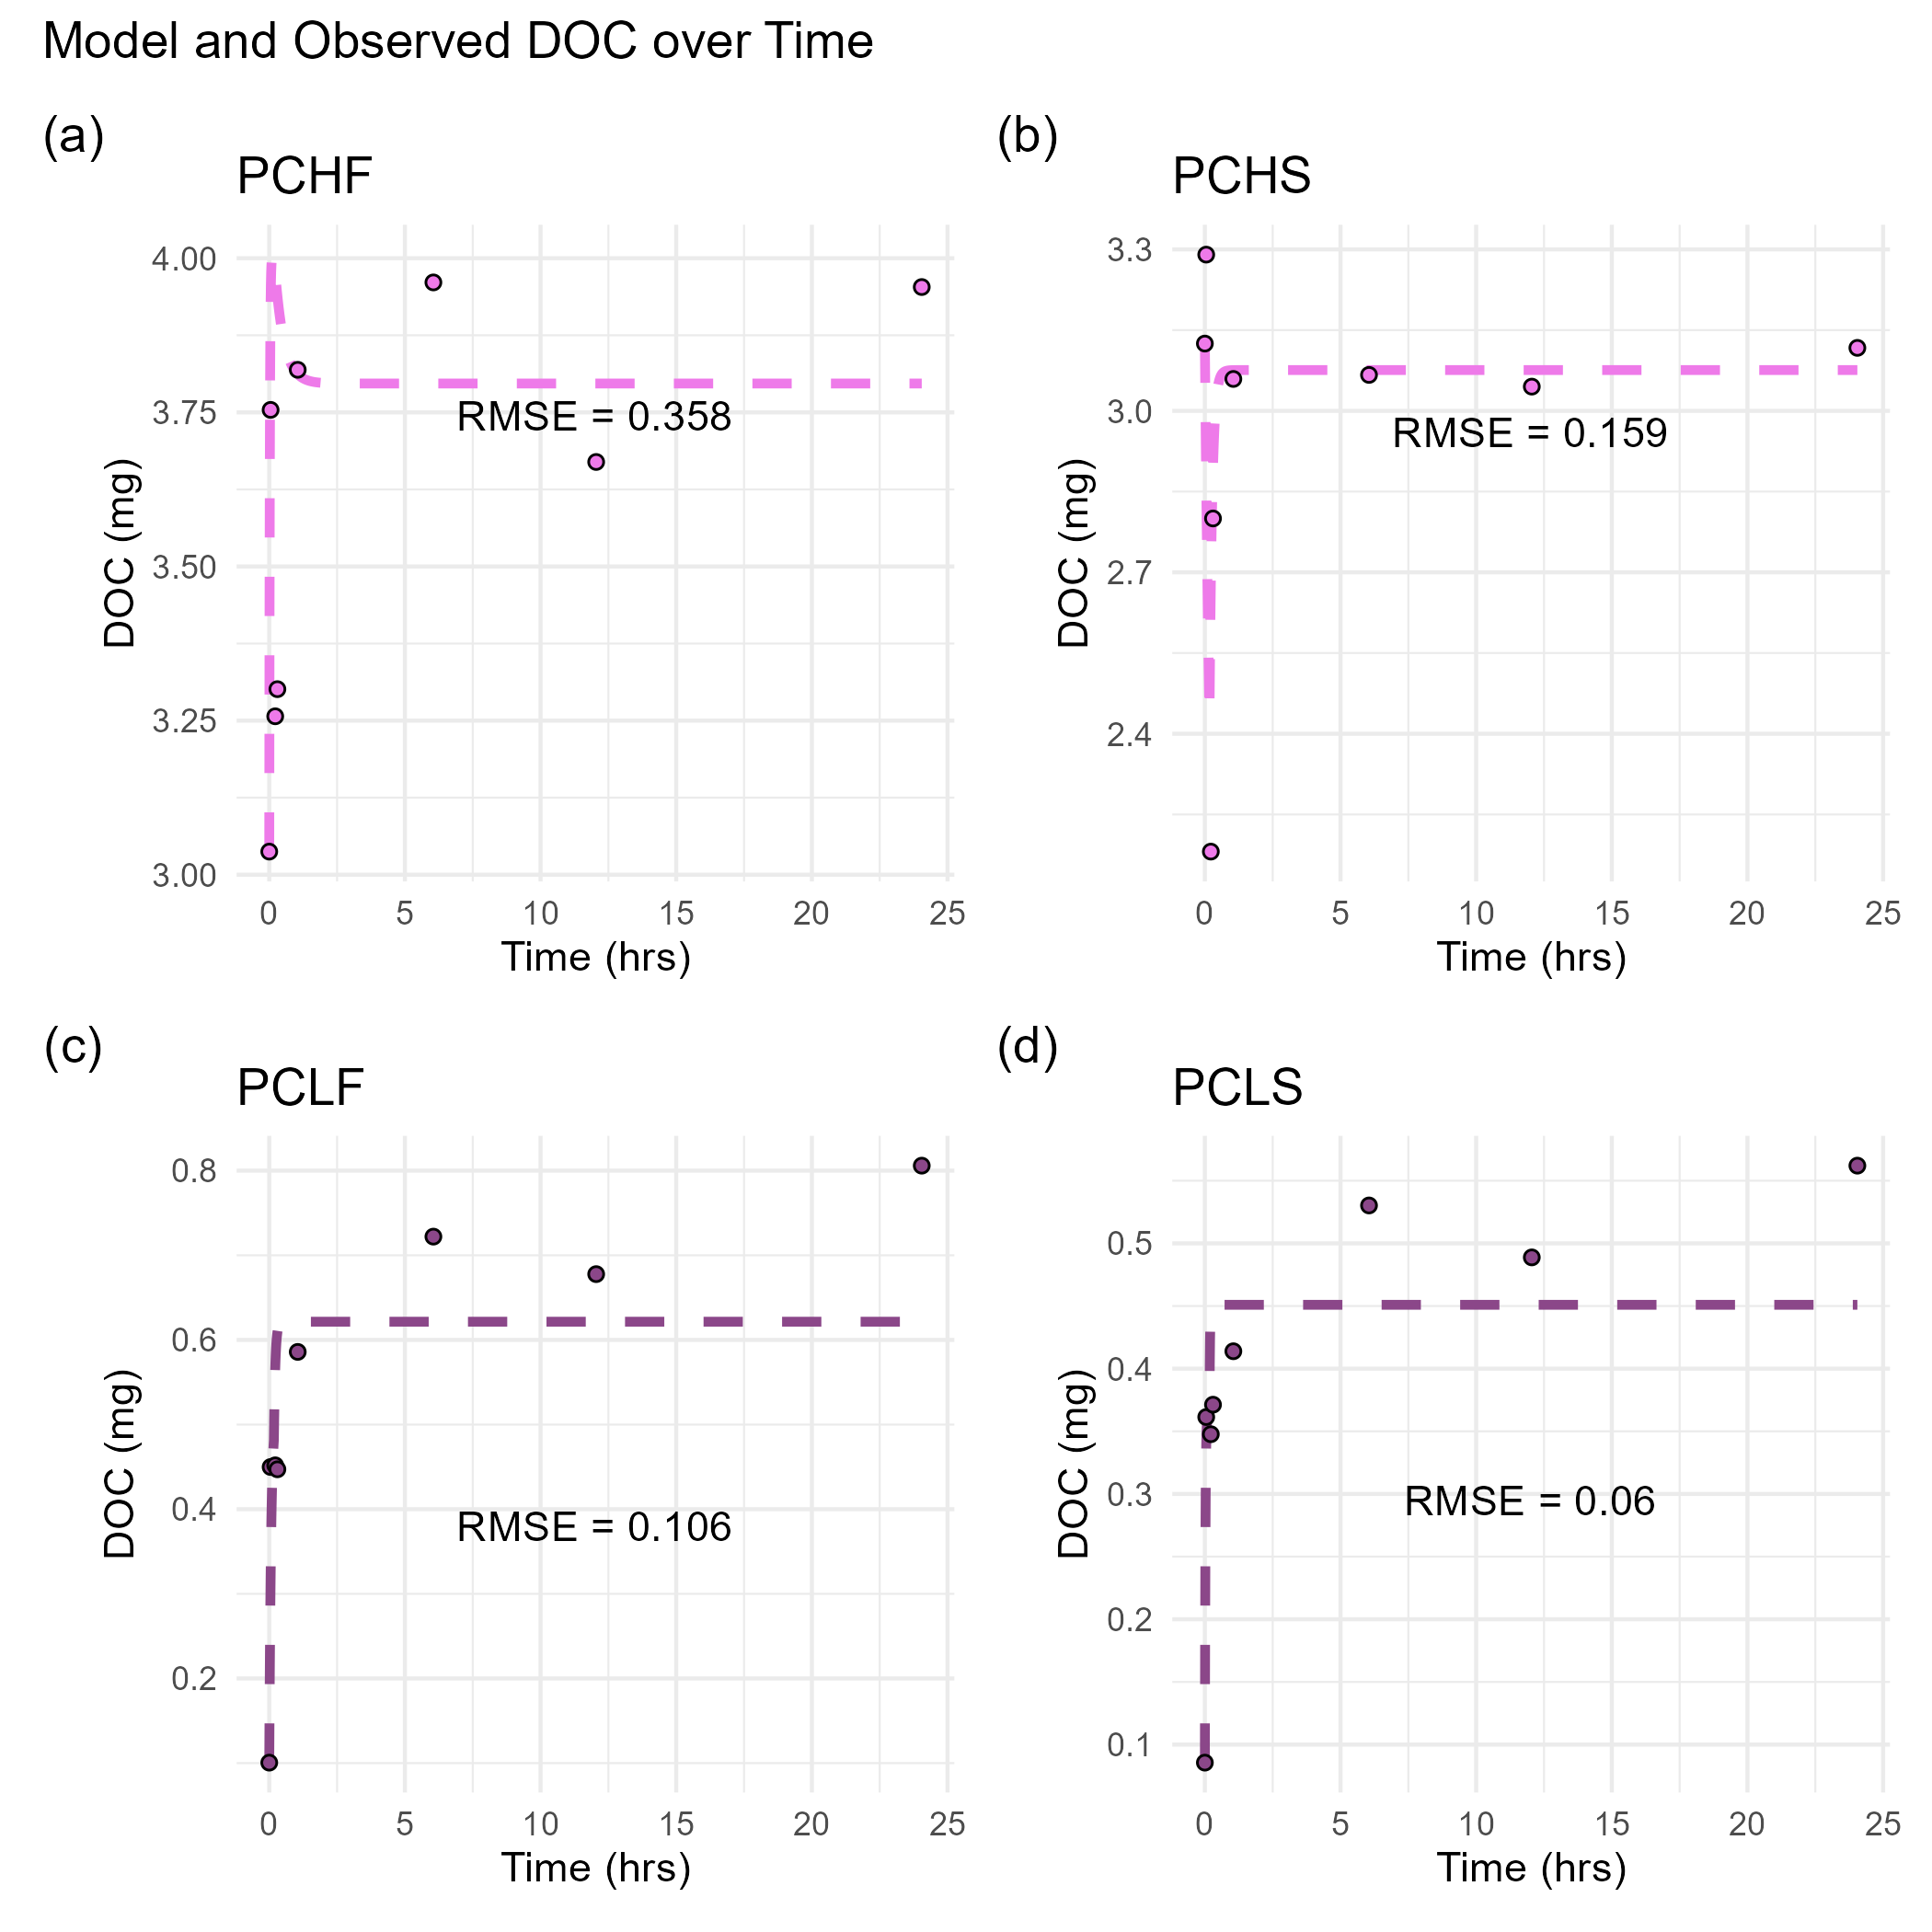 Model and Observed DOC over Time
(a)
PCHF
4.00
3.75
3.50
3.25
3.00
DOC (mg)
RMSE = 0.358
0 5 10 15 20 25
Time (hrs)
(b)
PCHS
3.3
3.0
2.7
2.4
DOC (mg)
RMSE = 0.159
0 5 10 15 20 25
Time (hrs)
(c)
PCLF
0.8
0.6
0.4
0.2
DOC (mg)
RMSE = 0.106
0 5 10 15 20 25
Time (hrs)
(d)
PCLS
0.5
0.4
0.3
0.2
0.1
DOC (mg)
RMSE = 0.06
0 5 10 15 20 25
Time (hrs)